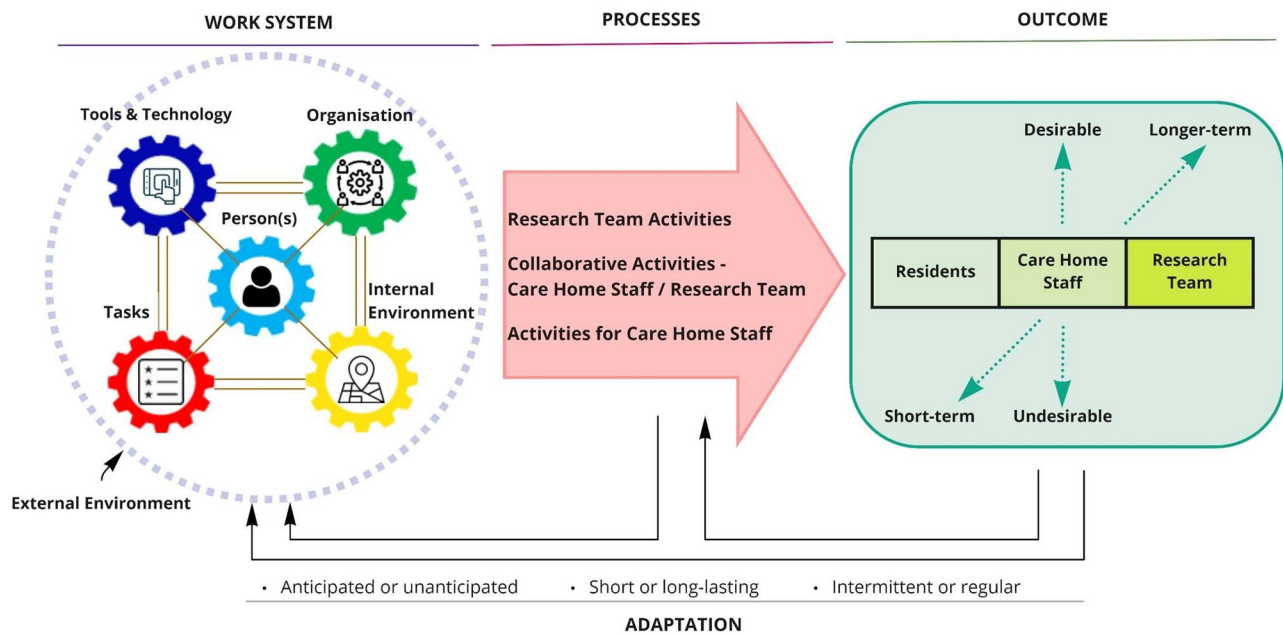 WORK SYSTEM
PROCESSES
OUTCOME
Tools & Technology
Organisation
Person(s)
Tasks
Internal
Environment
External Environment
Research Team Activities
Collaborative Activities -
Care Home Staff / Research Team
Activities for Care Home Staff
Desirable
Longer-term
Residents
Care Home
Staff
Research
Team
Short-term
Undesirable
• Anticipated or unanticipated
• Short or long-lasting
• Intermittent or regular
ADAPTATION